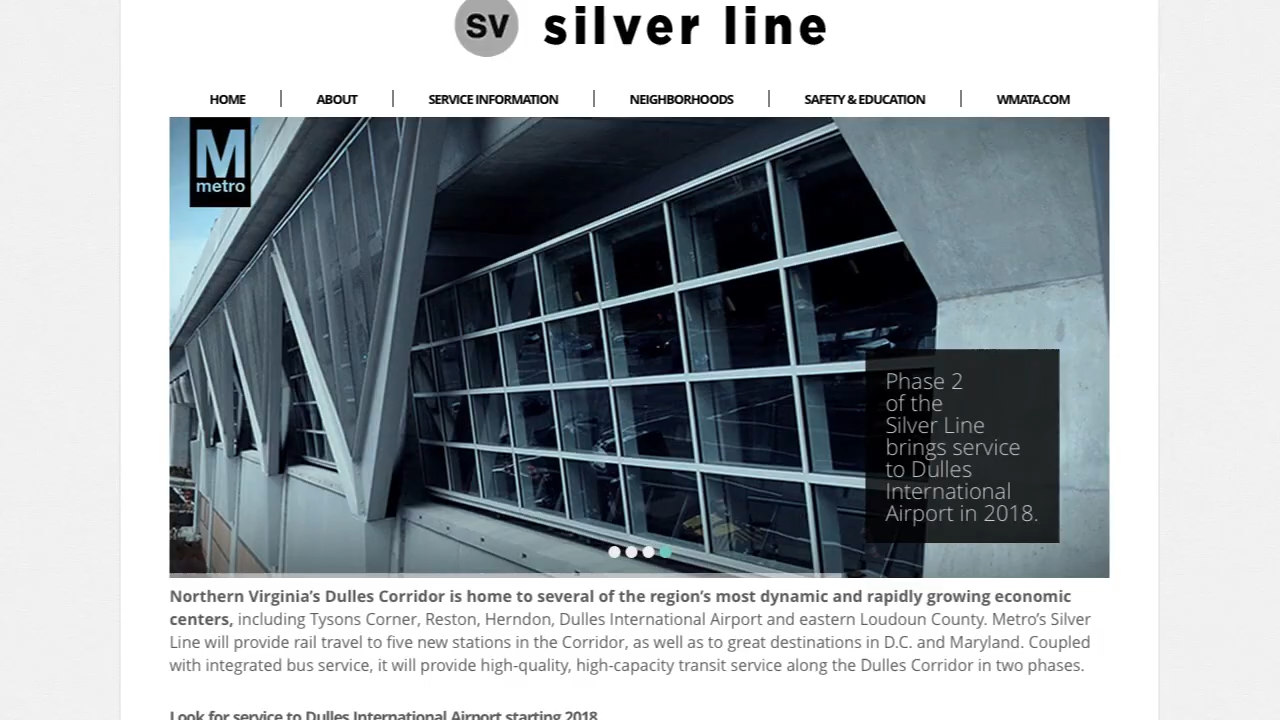 SV silver line
HOME ABOUT SERVICE INFORMATION NEIGHBORHOODS SAFETY & EDUCATION WMATA.COM
M
metro
Phase 2
of the
Silver Line
brings service
to Dulles
International
Airport in 2018.
Northern Virginia’s Dulles Corridor is home to several of the region’s most dynamic and rapidly growing economic
centers, including Tysons Corner, Reston, Herndon, Dulles International Airport and eastern Loudoun County. Metro’s Silver
Line will provide rail travel to five new stations in the Corridor, as well as to great destinations in D.C. and Maryland. Coupled
with integrated bus service, it will provide high-quality, high-capacity transit service along the Dulles Corridor in two phases.
Look for service to Dulles International Airport starting 2018